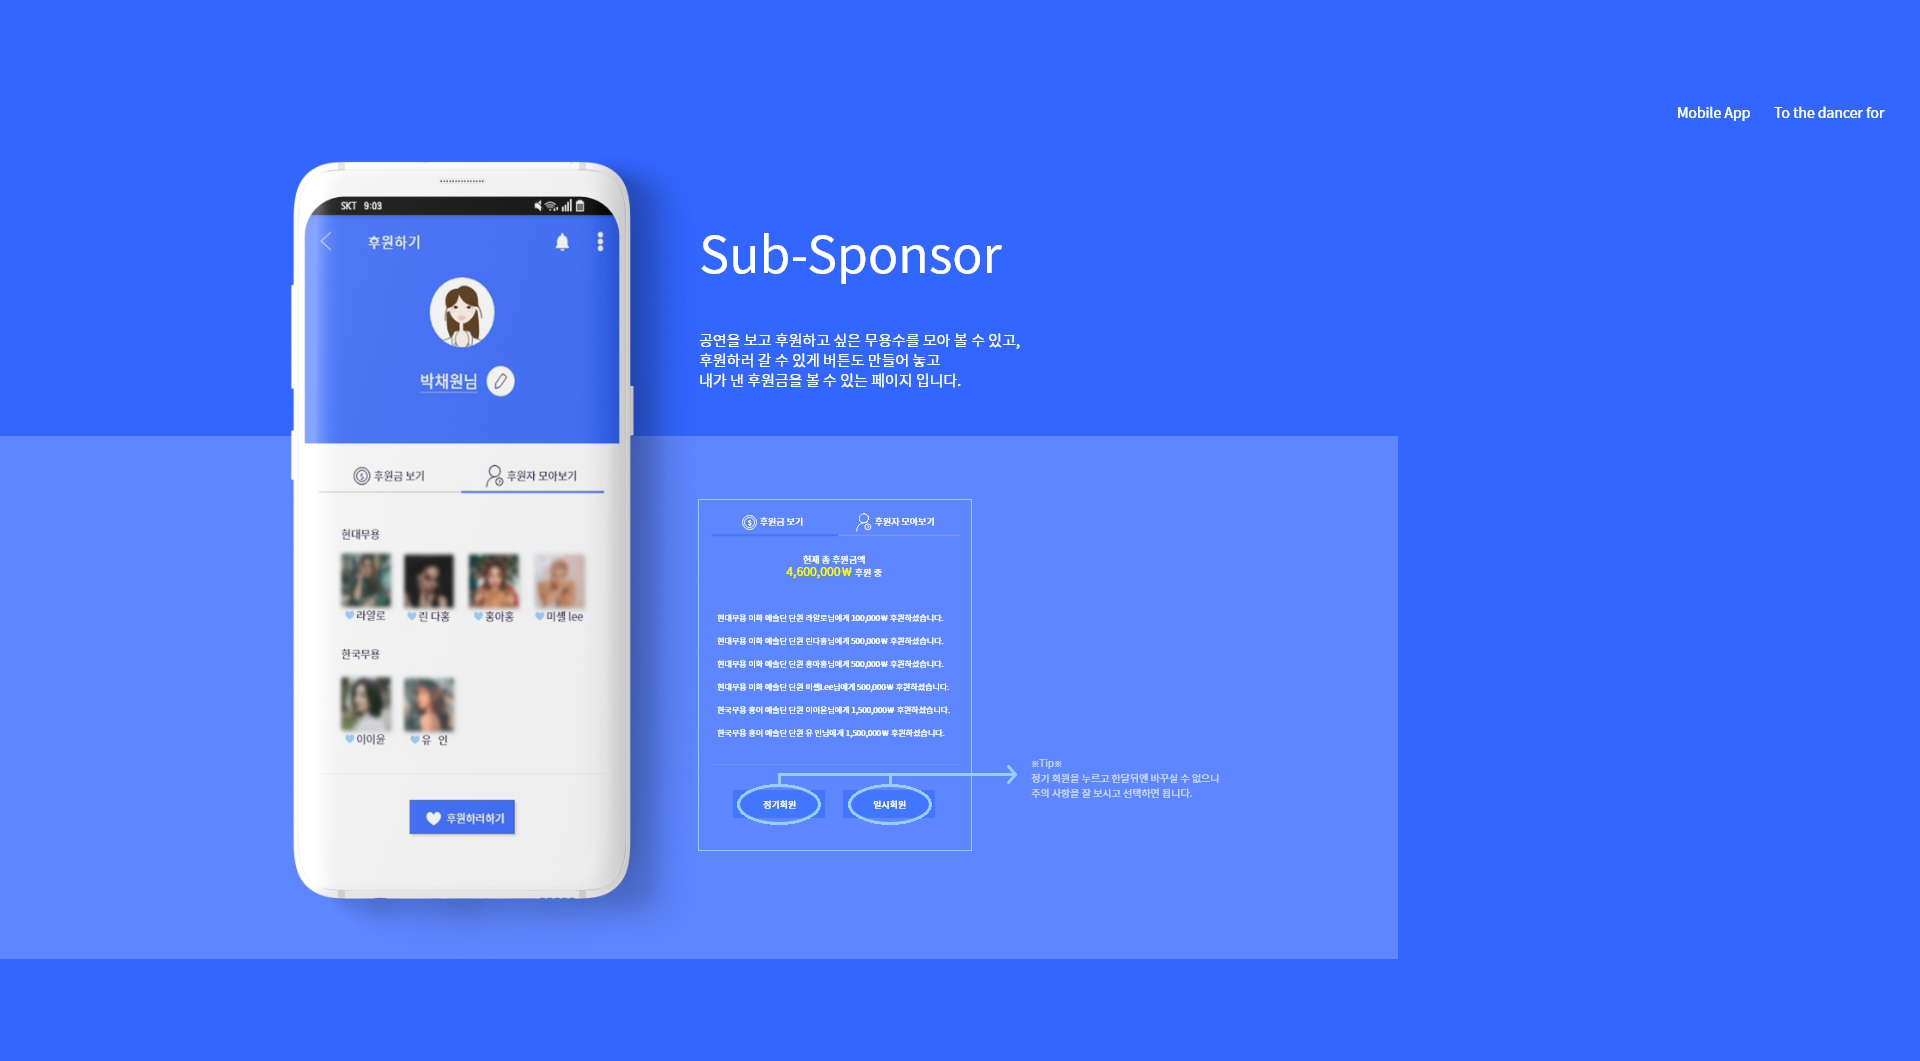 Mobile App To the dancer for
SKT 9:03
후원하기
박채원님
후원금 보기 후원자 모아보기
현대무용
라알로 린 다홍 홍아홍 미셸 lee
한국무용
이이윤 유 인
후원하러하기
Sub-Sponsor
공연을 보고 후원하고 싶은 무용수를 모아 볼 수 있고,
후원하러 갈 수 있게 버튼도 만들어 놓고
내가 낸 후원금을 볼 수 있는 페이지 입니다.
후원금 보기 후원자 모아보기
현재 총 후원금액
4,600,000₩ 후원 중
현대무용 이화 예술단 단원 라알로님에게 100,000₩ 후원하셨습니다.
현대무용 이화 예술단 단원 린다홍님에게 500,000₩ 후원하셨습니다.
현대무용 이화 예술단 단원 홍아홍님에게 500,000₩ 후원하셨습니다.
현대무용 이화 예술단 단원 미셸Lee님에게 500,000₩ 후원하셨습니다.
한국무용 흥미 예술단 단원 이이윤님에게 1,500,000₩ 후원하셨습니다.
한국무용 흥미 예술단 단원 유 인님에게 1,500,000₩ 후원하셨습니다.
정기회원 일시회원
※Tip※
정기 회원을 누르고 한달뒤엔 바꾸실 수 없으니
주의 사항을 잘 보시고 선택하면 됩니다.